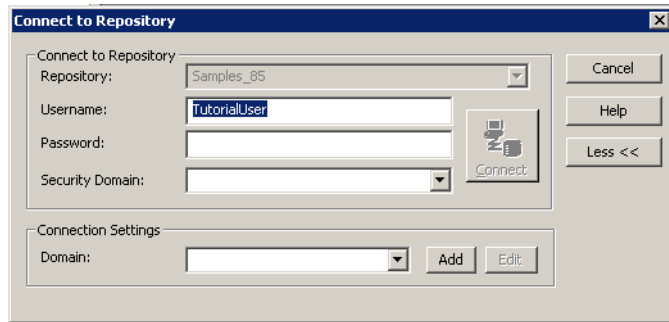 Connect to Repository
Connect to Repository
Repository: Samples_85
Username: TutorialUser
Password:
Security Domain:
Connect
Cancel
Help
Less <<
Connection Settings
Domain: Add Edit